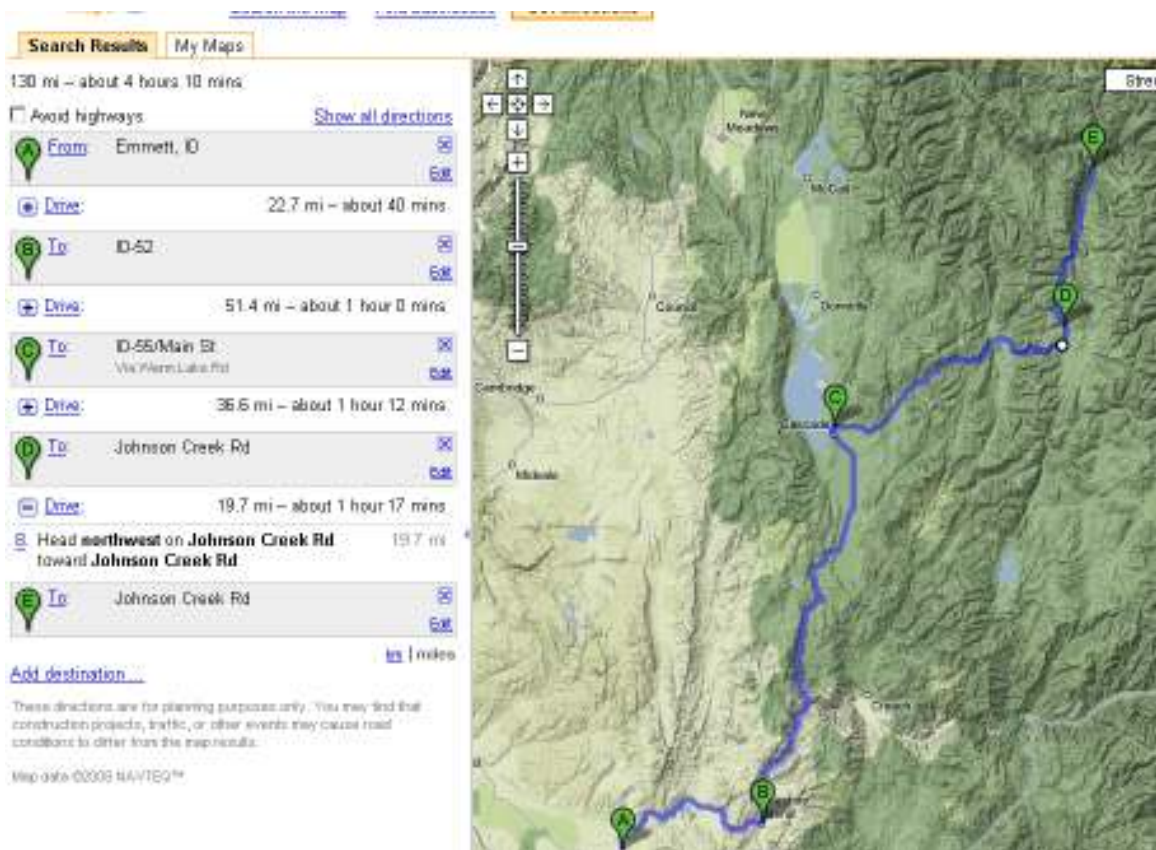 Search Results My Maps
130 mi – about 4 hours 10 mins
Avoid highways Show all directions
A From: Emmett, ID
Edit
Drive: 22.7 mi – about 40 mins
B To: ID-52
Edit
Drive: 51.4 mi – about 1 hour 0 mins
C To: ID-55/Main St
Via Warm Lake Rd
Edit
Drive: 36.6 mi – about 1 hour 12 mins
D To: Johnson Creek Rd
Edit
Drive: 19.7 mi – about 1 hour 17 mins
8. Head northwest on Johnson Creek Rd 19.7 mi
toward Johnson Creek Rd
E To: Johnson Creek Rd
Edit
km | miles
Add destination ...
These directions are for planning purposes only. You may find that
construction projects, traffic, or other events may cause road
conditions to differ from the map results.
Map data ©2008 NAVTEQ™
Stree
New
Meadows
E
McCall
D
Donnelly
Council
Cambridge
C
Cascade
Midvale
Crouch
B
A